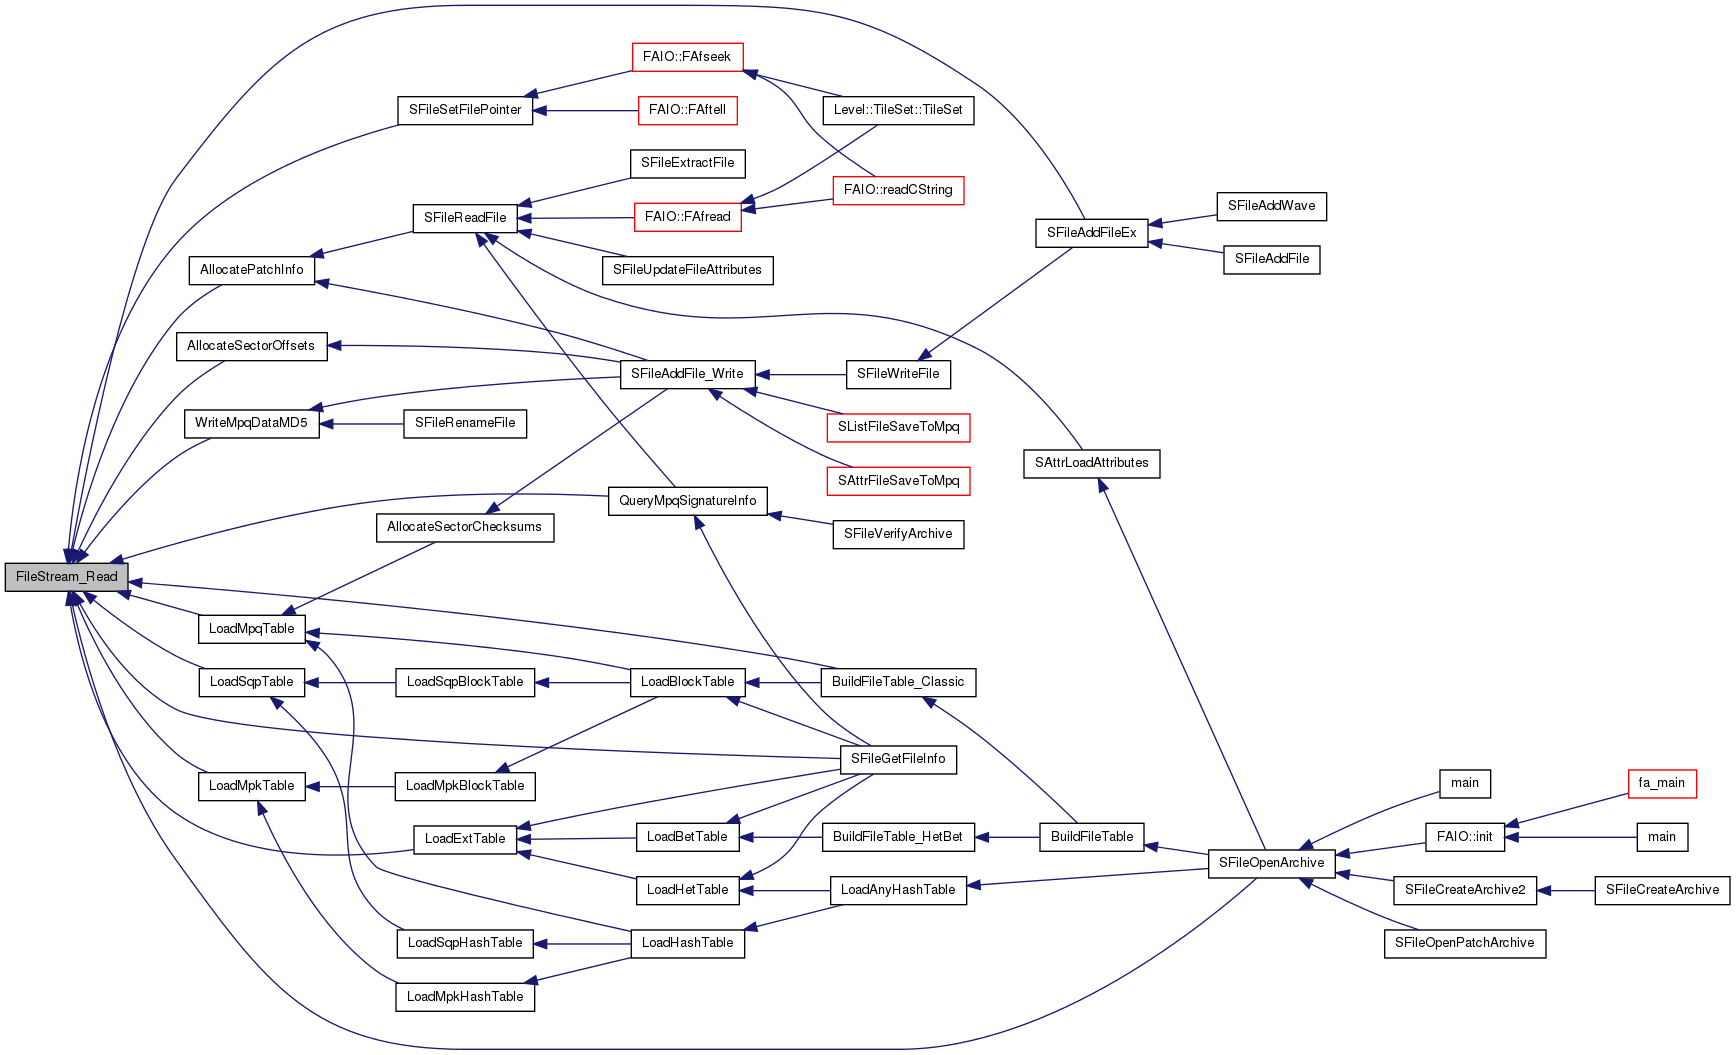 FAIO::FAfseek
SFileSetFilePointer
FAIO::FAftell
Level::TileSet::TileSet
SFileExtractFile
FAIO::readCString
SFileReadFile
FAIO::FAfread
SFileAddWave
SFileAddFileEx
SFileAddFile
AllocatePatchInfo
SFileUpdateFileAttributes
AllocateSectorOffsets
SFileAddFile_Write
SFileWriteFile
WriteMpqDataMD5
SFileRenameFile
SListFileSaveToMpq
SAttrLoadAttributes
SAttrFileSaveToMpq
QueryMpqSignatureInfo
AllocateSectorChecksums
SFileVerifyArchive
FileStream_Read
LoadMpqTable
LoadSqpTable
LoadSqpBlockTable
LoadBlockTable
BuildFileTable_Classic
SFileGetFileInfo
LoadMpkTable
LoadMpkBlockTable
main
fa_main
LoadExtTable
LoadBetTable
BuildFileTable_HetBet
BuildFileTable
FAIO::init
main
SFileOpenArchive
LoadHetTable
LoadAnyHashTable
SFileCreateArchive2
SFileCreateArchive
LoadSqpHashTable
LoadHashTable
SFileOpenPatchArchive
LoadMpkHashTable